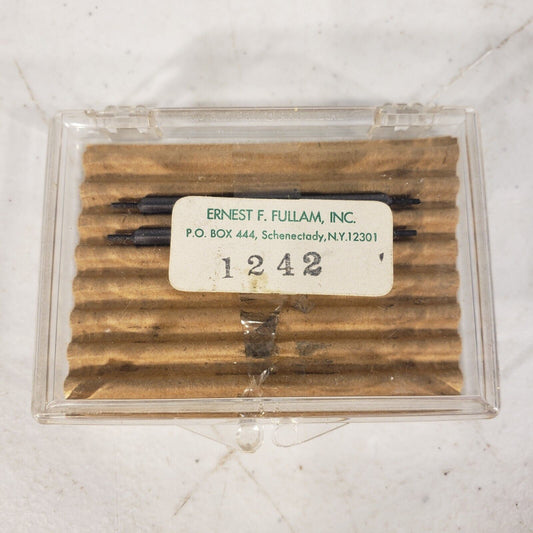 ERNEST F. FULLAM, INC.
P.O. BOX 444, Schenectady, N.Y. 12301
1242